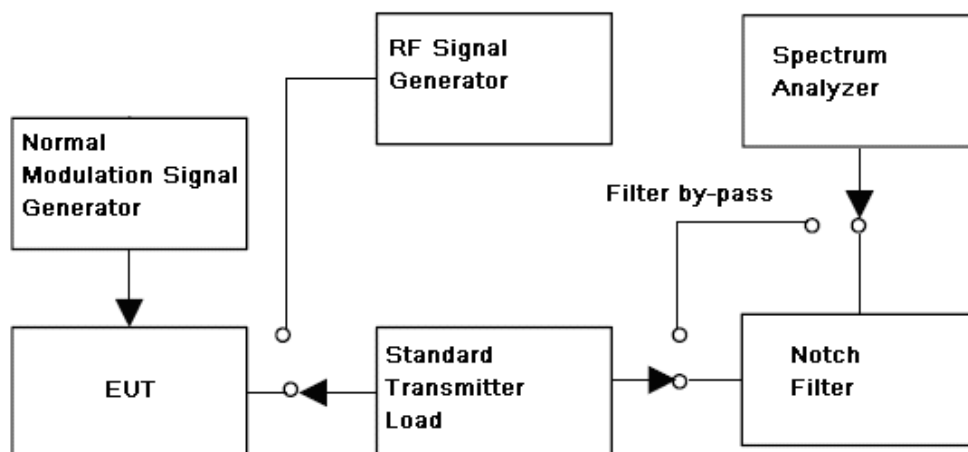 RF Signal
Generator
Spectrum
Analyzer
Normal
Modulation Signal
Generator
Filter by-pass
EUT
Standard
Transmitter
Load
Notch
Filter